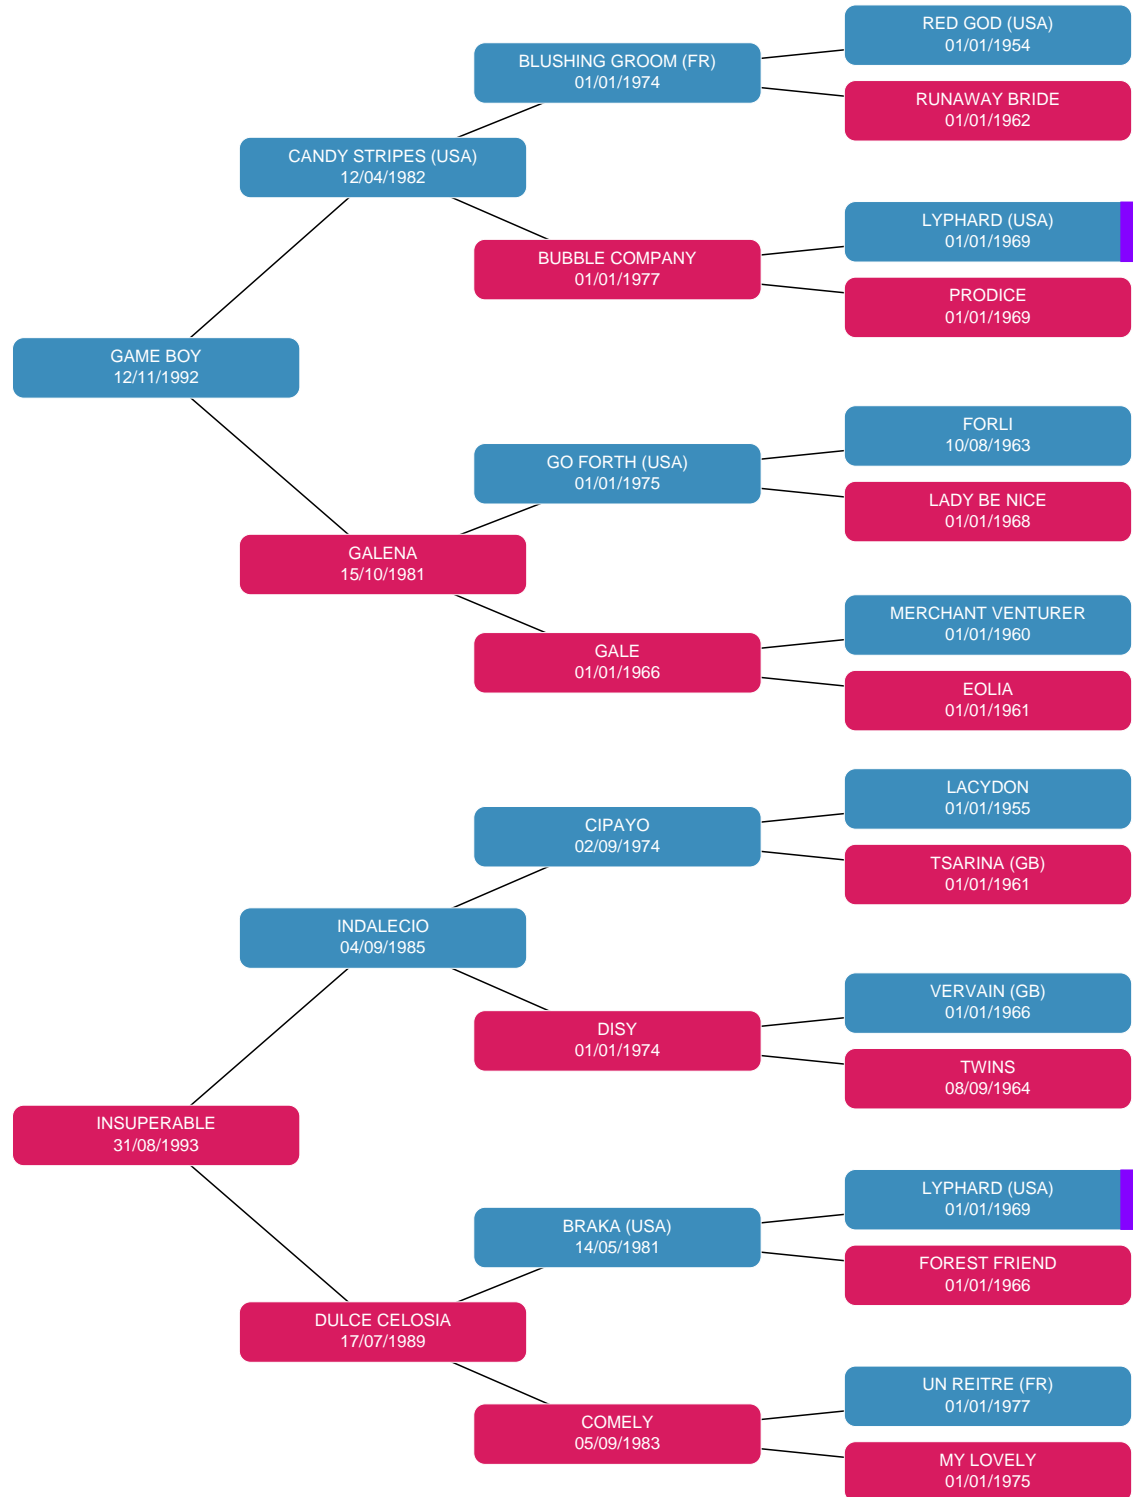 RED GOD (USA)
01/01/1954
BLUSHING GROOM (FR)
01/01/1974
RUNAWAY BRIDE
01/01/1962
CANDY STRIPES (USA)
12/04/1982
LYPHARD (USA)
01/01/1969
BUBBLE COMPANY
01/01/1977
PRODICE
01/01/1969
GAME BOY
12/11/1992
FORLI
10/08/1963
GO FORTH (USA)
01/01/1975
LADY BE NICE
01/01/1968
GALENA
15/10/1981
MERCHANT VENTURER
01/01/1960
GALE
01/01/1966
EOLIA
01/01/1961
LACYDON
01/01/1955
CIPAYO
02/09/1974
TSARINA (GB)
01/01/1961
INDALECIO
04/09/1985
VERVAIN (GB)
01/01/1966
DISY
01/01/1974
TWINS
08/09/1964
INSUPERABLE
31/08/1993
LYPHARD (USA)
01/01/1969
BRAKA (USA)
14/05/1981
FOREST FRIEND
01/01/1966
DULCE CELOSIA
17/07/1989
UN REITRE (FR)
01/01/1977
COMELY
05/09/1983
MY LOVELY
01/01/1975